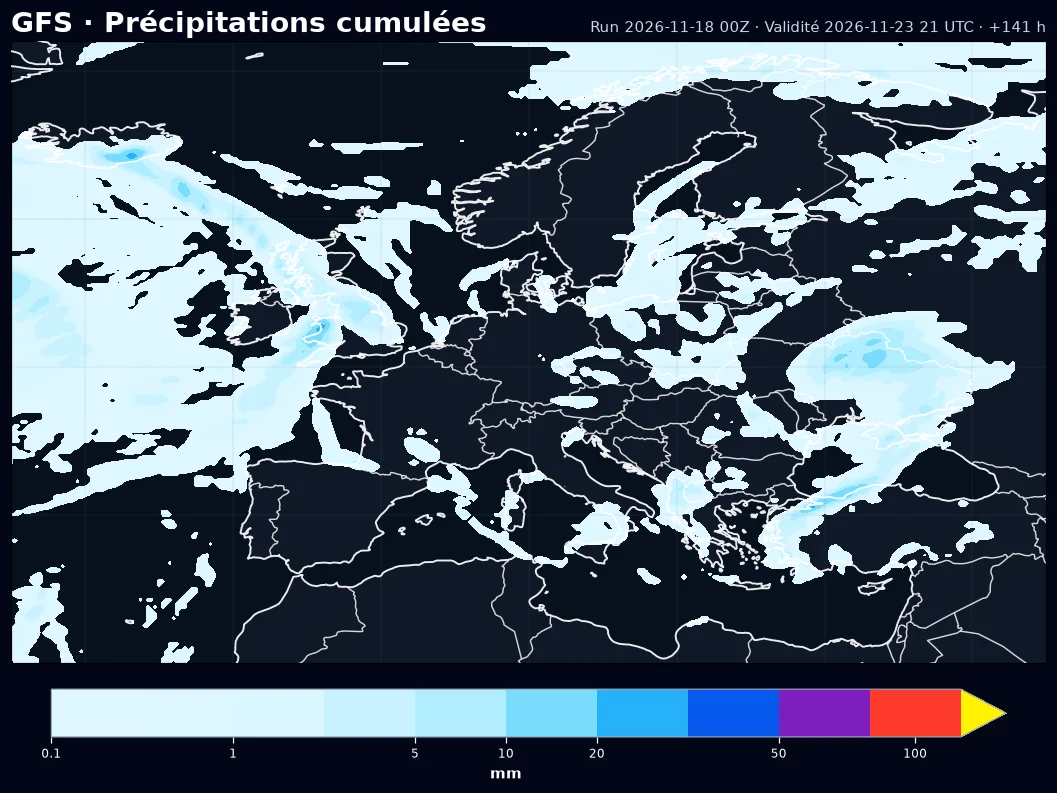 GFS · Précipitations cumulées
Run 2026-11-18 00Z · Validité 2026-11-23 21 UTC · +141 h
0.1 1 5 10 20 50 100
mm